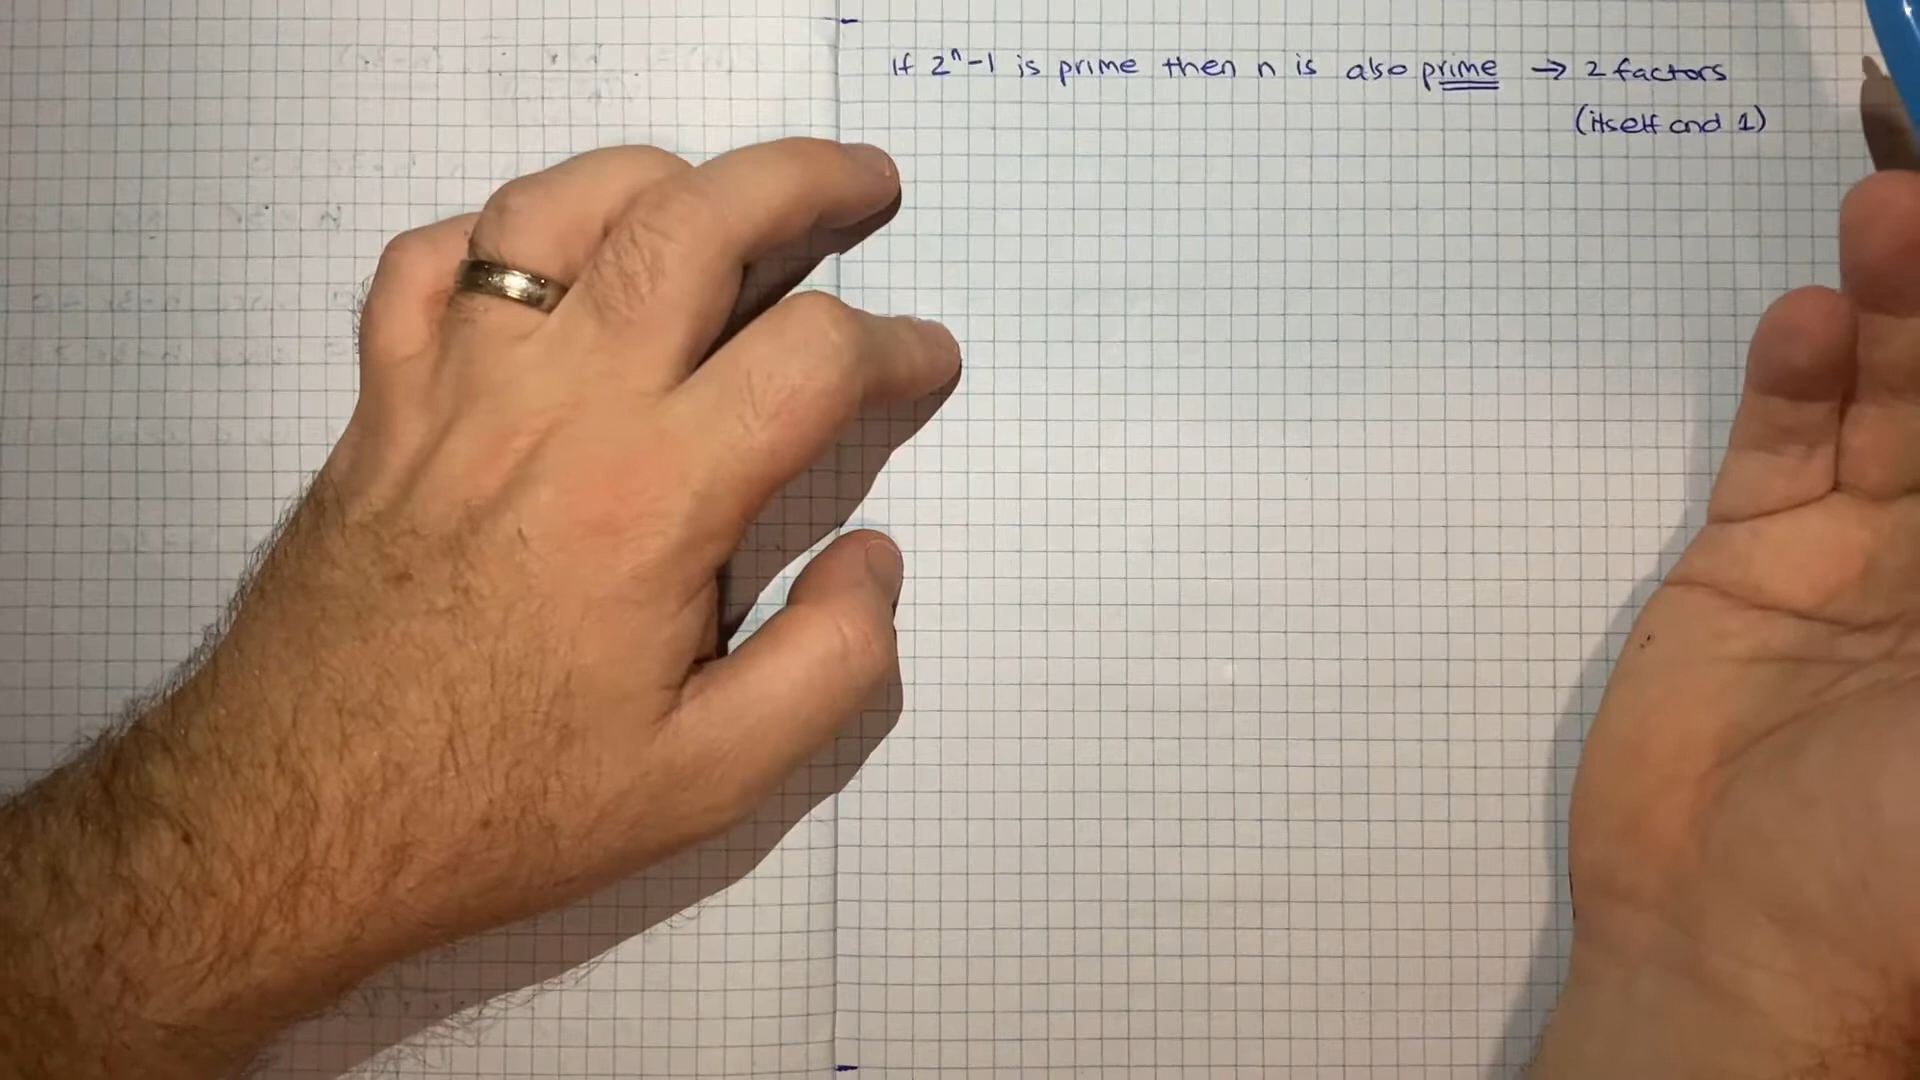 If 2ⁿ-1 is prime then n is also prime → 2 factors
(itself and 1)